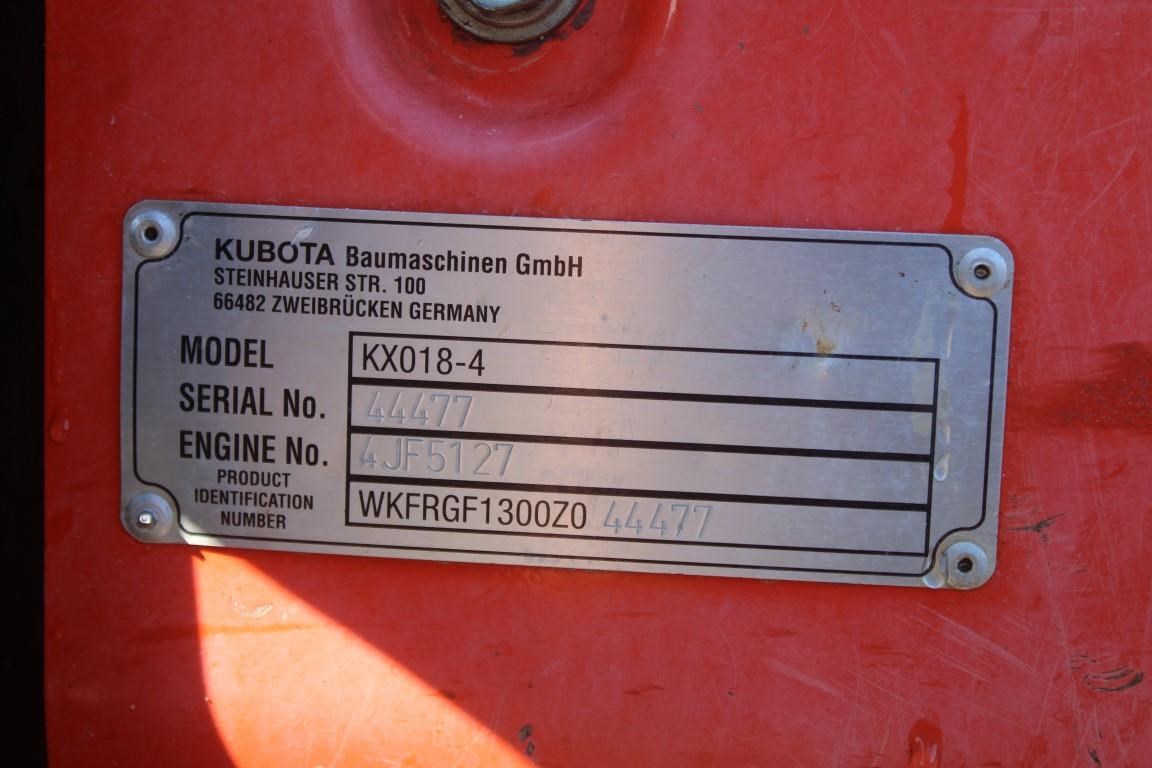 KUBOTA Baumaschinen GmbH
STEINHAUSER STR. 100
66482 ZWEIBRÜCKEN GERMANY
MODEL KX018-4
SERIAL No. 44477
ENGINE No. 4JF5127
PRODUCT
IDENTIFICATION
NUMBER
WKFRGF1300Z0 44477